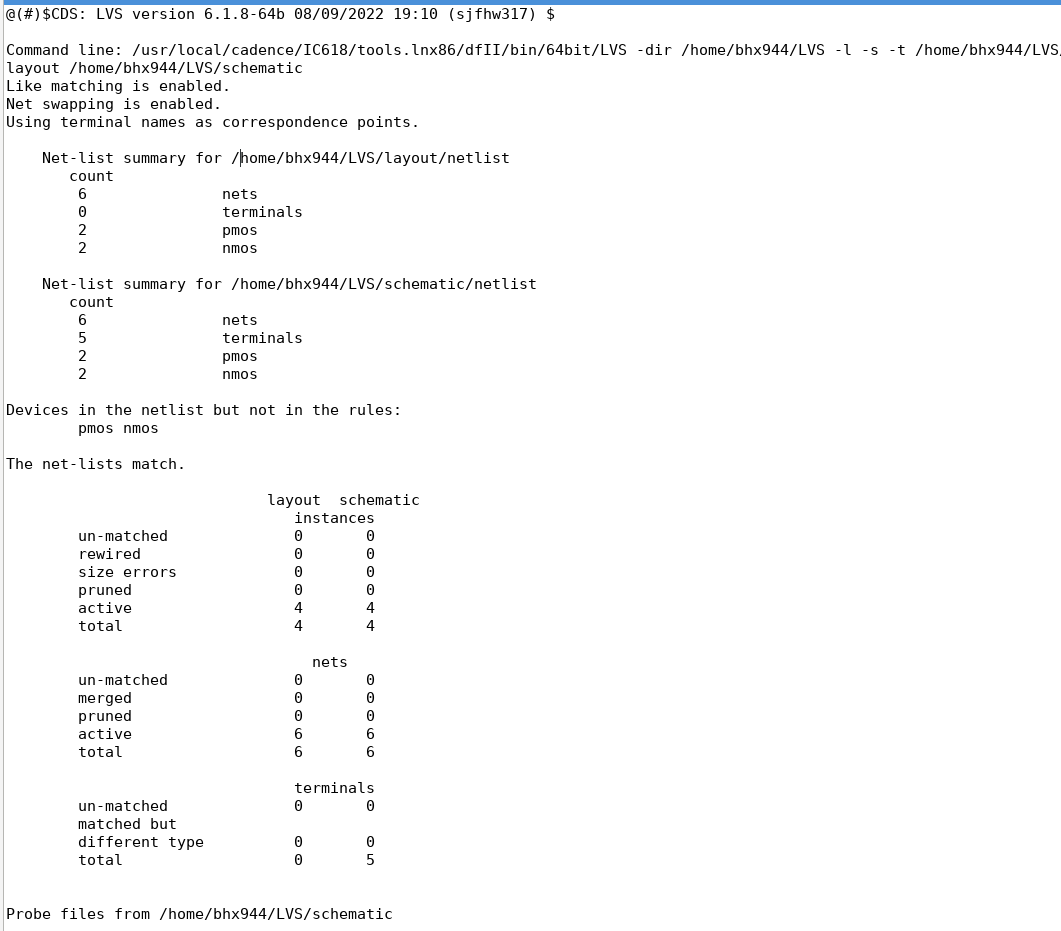 @(#)$CDS: LVS version 6.1.8-64b 08/09/2022 19:10 (sjfhw317) $
Command line: /usr/local/cadence/IC618/tools.lnx86/dfII/bin/64bit/LVS -dir /home/bhx944/LVS -l -s -t /home/bhx944/LVS/
layout /home/bhx944/LVS/schematic
Like matching is enabled.
Net swapping is enabled.
Using terminal names as correspondence points.
Net-list summary for /home/bhx944/LVS/layout/netlist
count
6 nets
0 terminals
2 pmos
2 nmos
Net-list summary for /home/bhx944/LVS/schematic/netlist
count
6 nets
5 terminals
2 pmos
2 nmos
Devices in the netlist but not in the rules:
pmos nmos
The net-lists match.
layout schematic
instances
un-matched 0 0
rewired 0 0
size errors 0 0
pruned 0 0
active 4 4
total 4 4
nets
un-matched 0 0
merged 0 0
pruned 0 0
active 6 6
total 6 6
terminals
un-matched 0 0
matched but
different type 0 0
total 0 5
Probe files from /home/bhx944/LVS/schematic